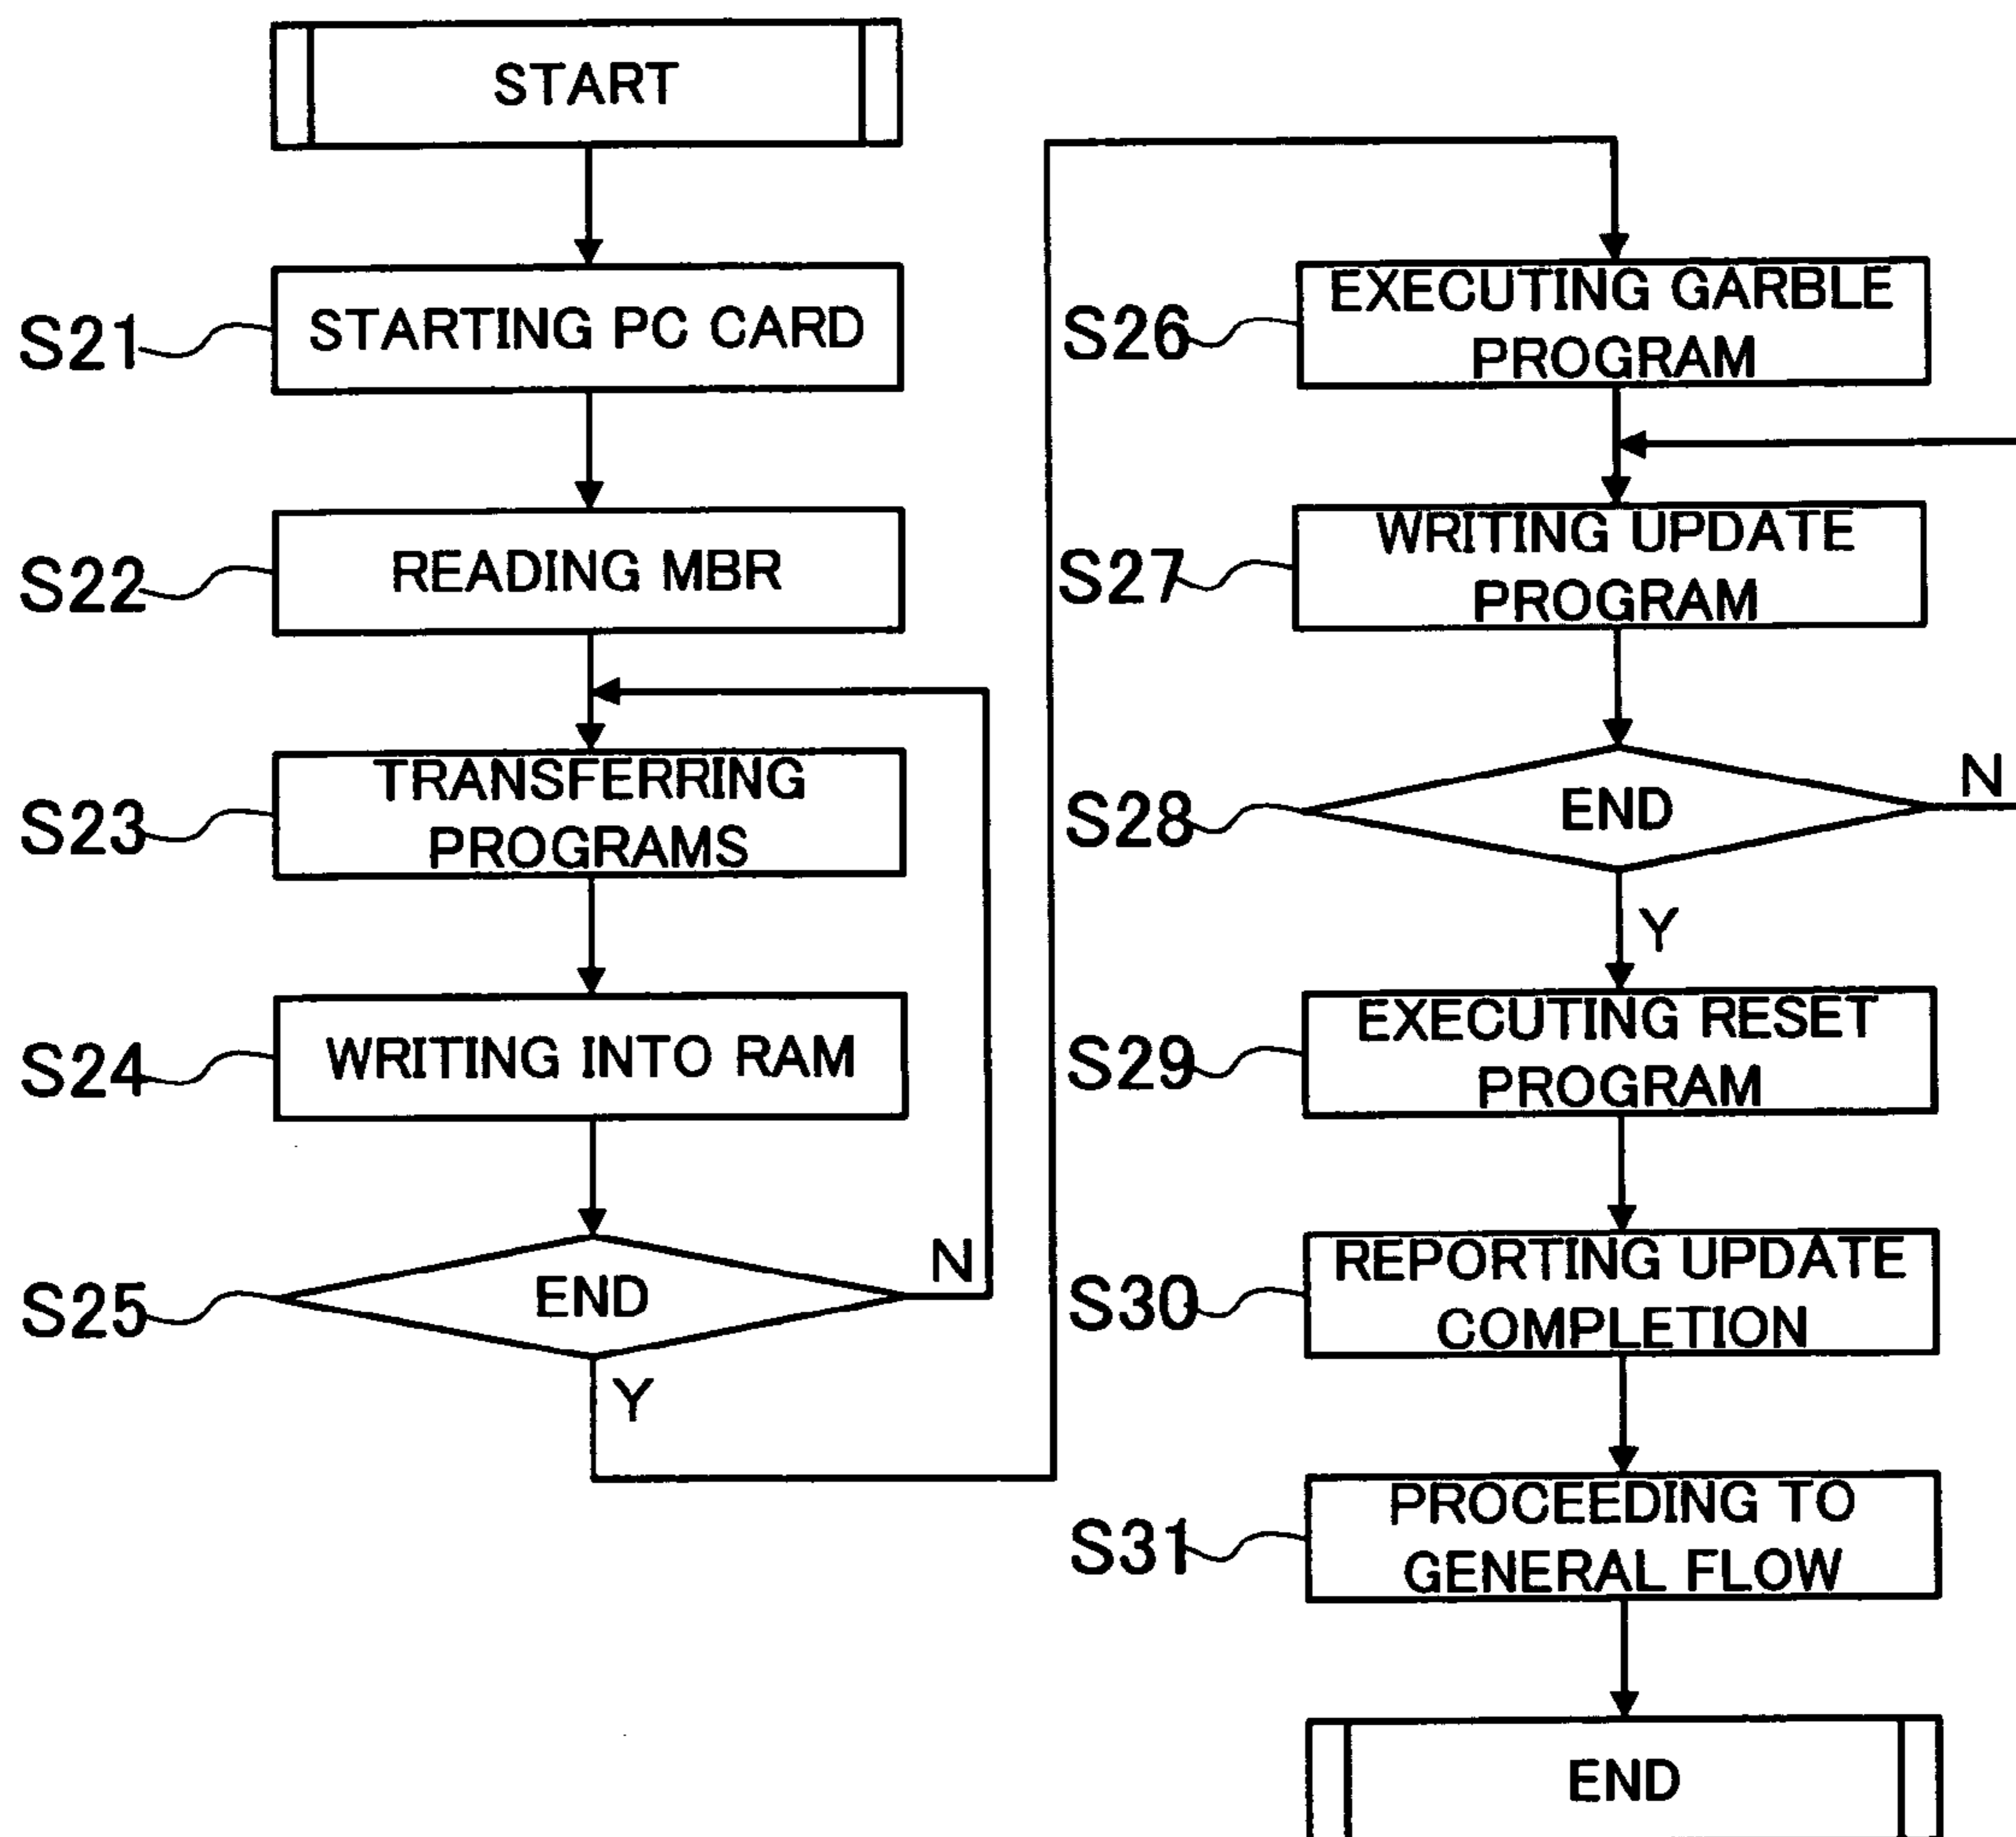 START
S21
STARTING PC CARD
S22
READING MBR
S23
TRANSFERRING
PROGRAMS
S24
WRITING INTO RAM
S25
END
N
Y
S26
EXECUTING GARBLE
PROGRAM
S27
WRITING UPDATE
PROGRAM
S28
END
N
Y
S29
EXECUTING RESET
PROGRAM
S30
REPORTING UPDATE
COMPLETION
S31
PROCEEDING TO
GENERAL FLOW
END